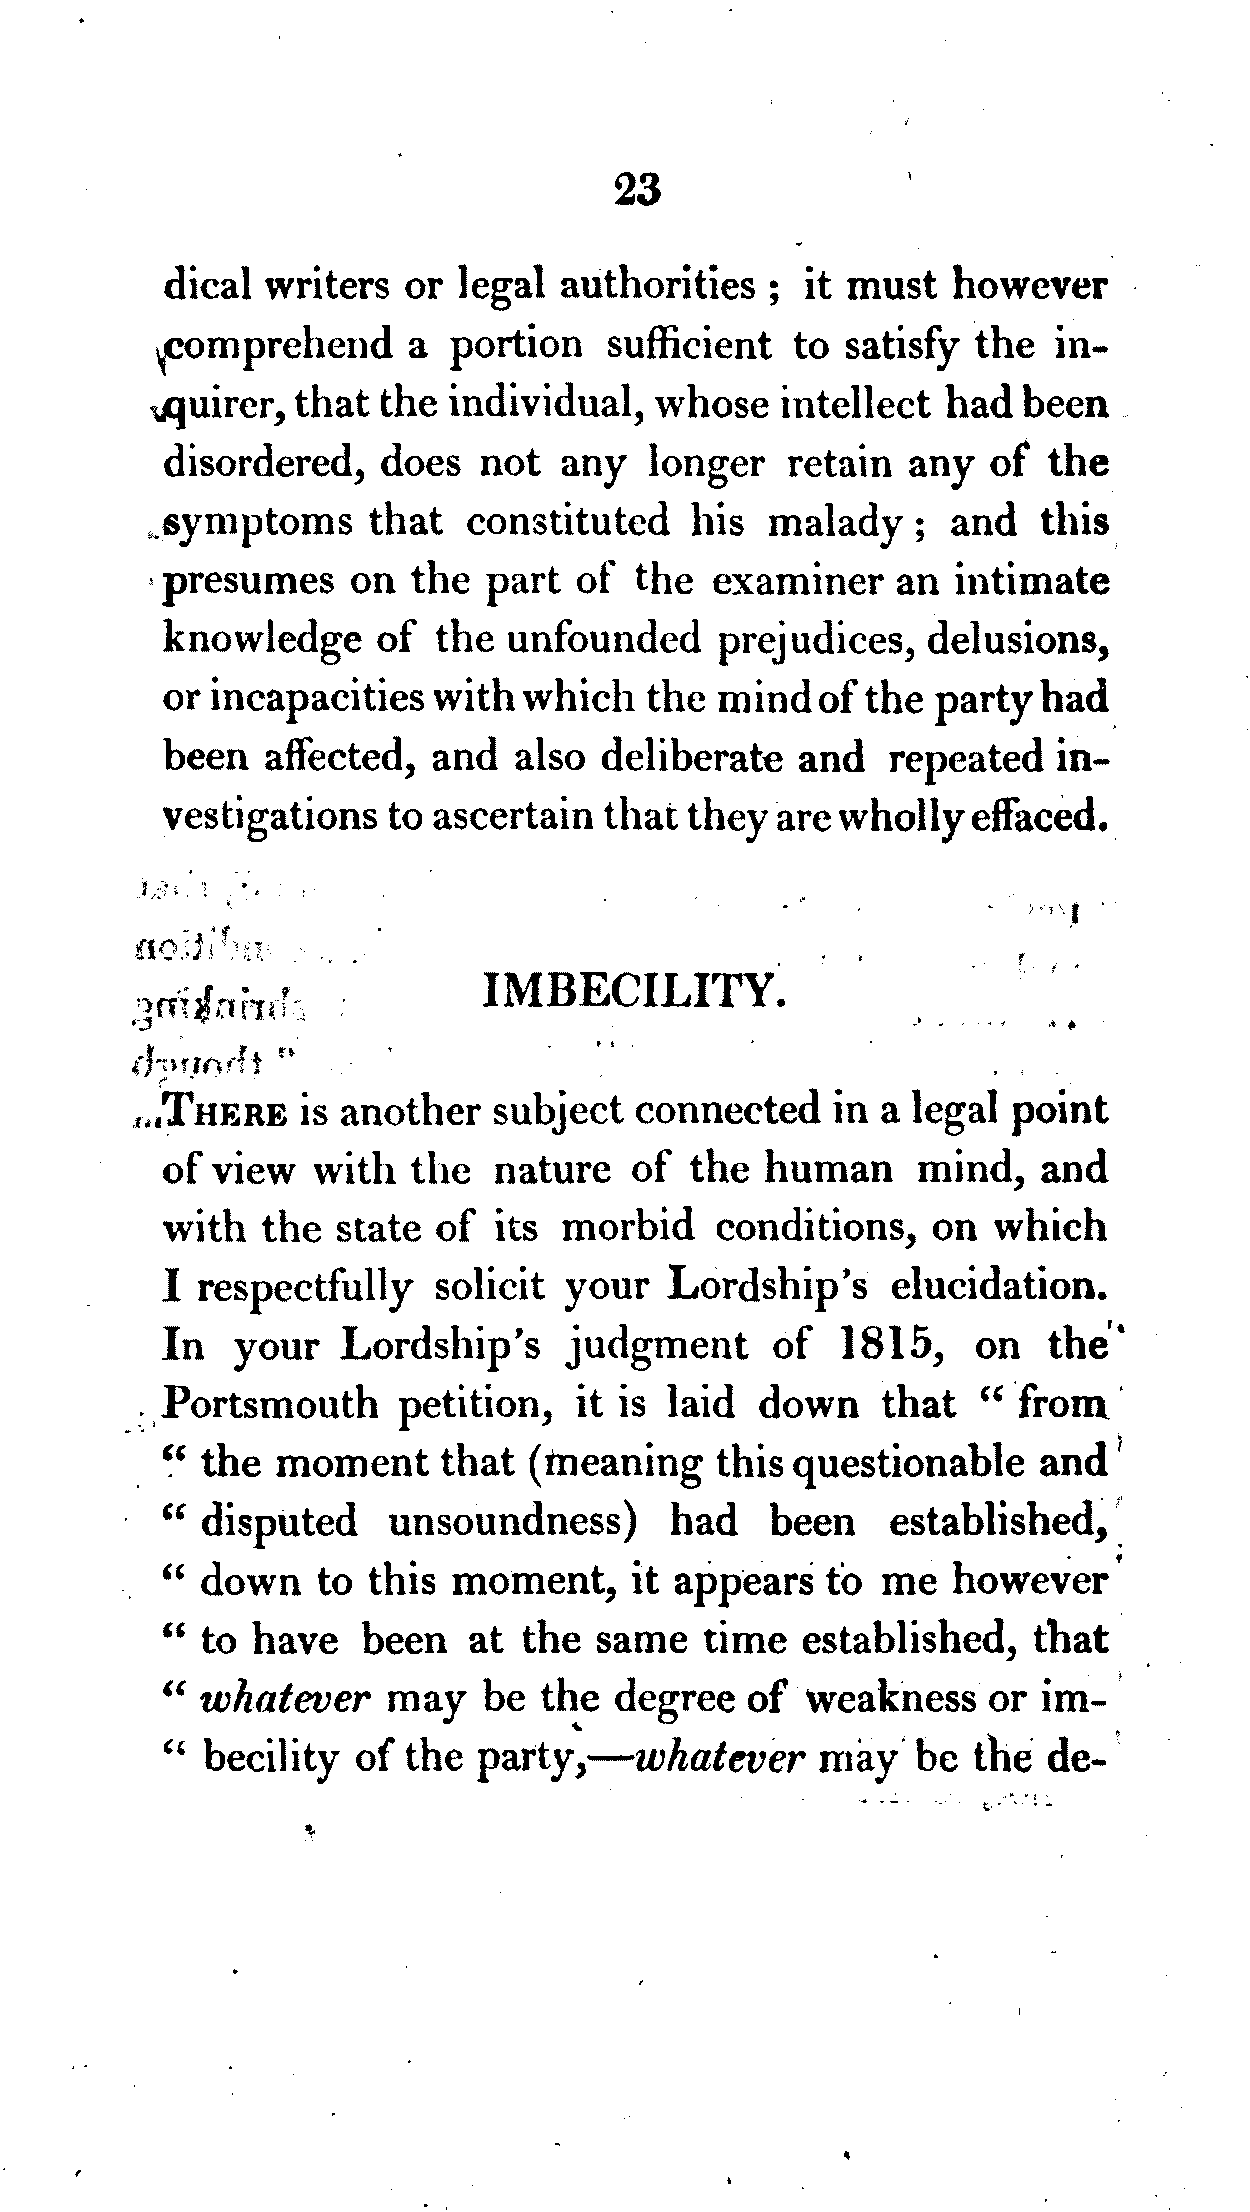 23
dical writers or legal authorities ; it must however
comprehend a portion sufficient to satisfy the in-
quirer, that the individual, whose intellect had been
disordered, does not any longer retain any of the
symptoms that constituted his malady ; and this
presumes on the part of the examiner an intimate
knowledge of the unfounded prejudices, delusions,
or incapacities with which the mind of the party had
been affected, and also deliberate and repeated in-
vestigations to ascertain that they are wholly effaced.
IMBECILITY.
THERE is another subject connected in a legal point
of view with the nature of the human mind, and
with the state of its morbid conditions, on which
I respectfully solicit your Lordship's elucidation.
In your Lordship's judgment of 1815, on the
Portsmouth petition, it is laid down that “ from
“ the moment that (meaning this questionable and
“ disputed unsoundness) had been established,
“ down to this moment, it appears to me however
“ to have been at the same time established, that
“ whatever may be the degree of weakness or im-
“ becility of the party,—whatever may be the de-